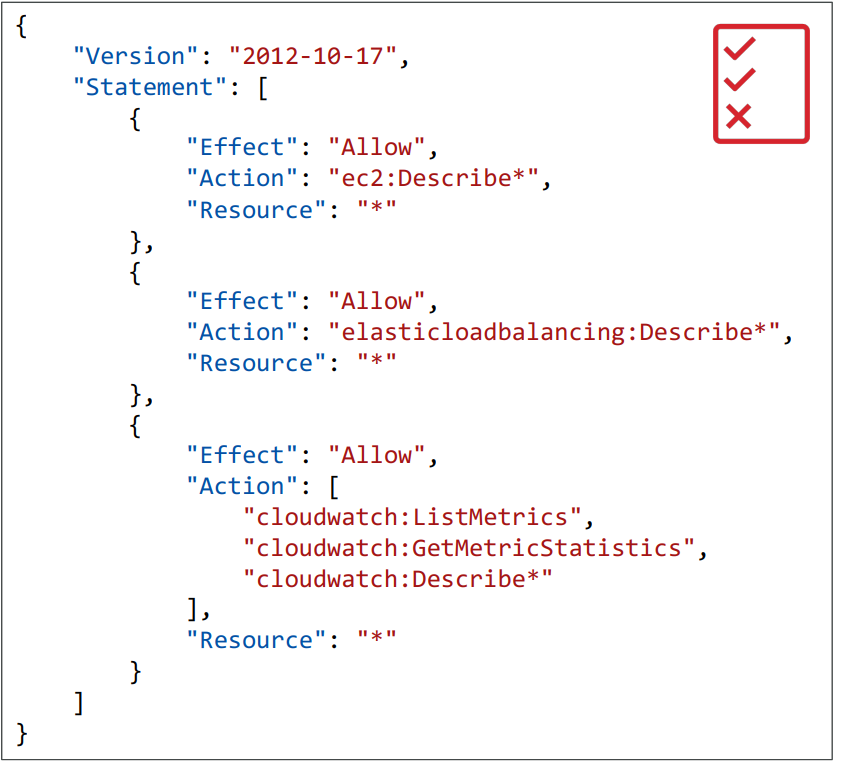 {
    "Version": "2012-10-17",
    "Statement": [
        {
            "Effect": "Allow",
            "Action": "ec2:Describe*",
            "Resource": "*"
        },
        {
            "Effect": "Allow",
            "Action": "elasticloadbalancing:Describe*",
            "Resource": "*"
        },
        {
            "Effect": "Allow",
            "Action": [
                "cloudwatch:ListMetrics",
                "cloudwatch:GetMetricStatistics",
                "cloudwatch:Describe*"
            ],
            "Resource": "*"
        }
    ]
}